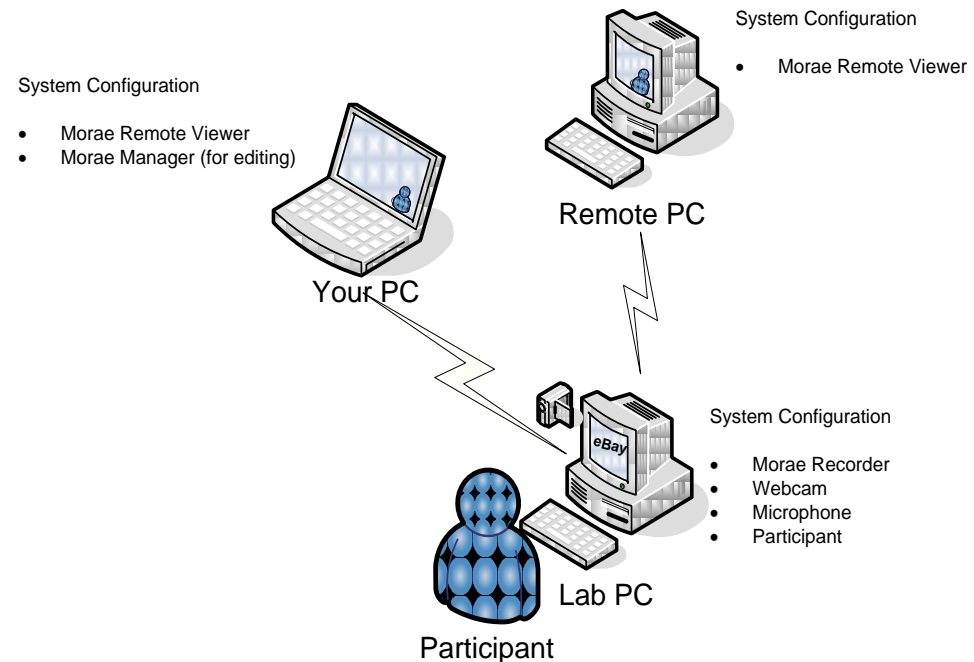 System Configuration
• Morae Remote Viewer
• Morae Manager (for editing)
Your PC
System Configuration
• Morae Remote Viewer
Remote PC
eBay
System Configuration
• Morae Recorder
• Webcam
• Microphone
• Participant
Lab PC
Participant